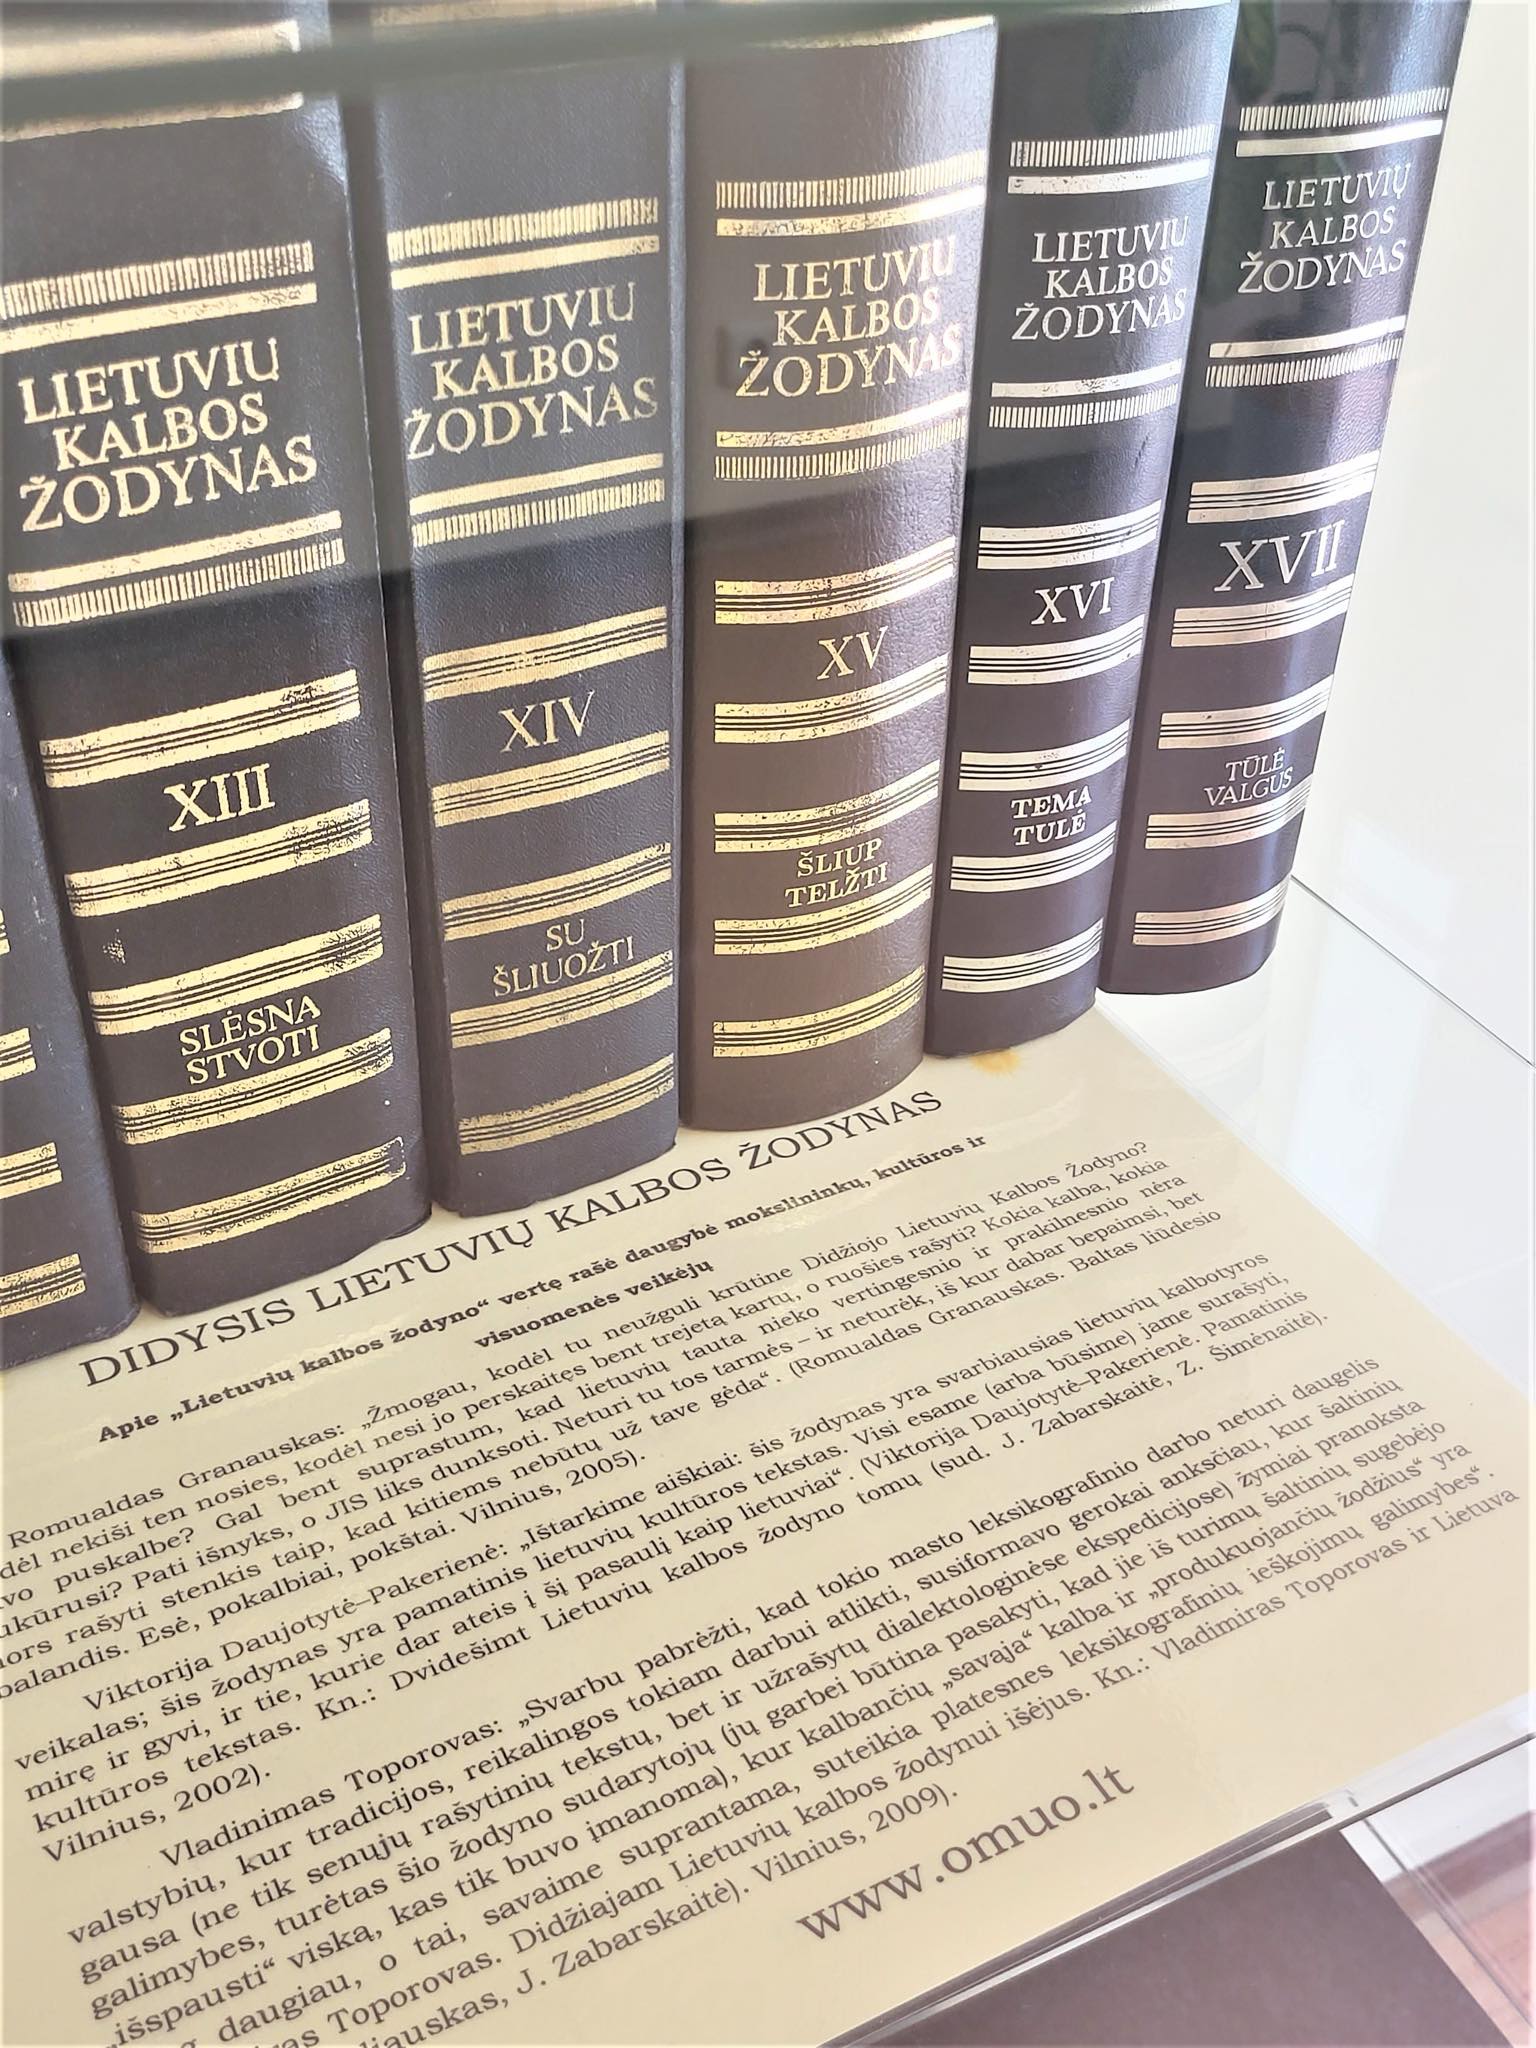 LIETUVIŲ
KALBOS
ŽODYNAS
XIII
SLĖSNA
STVOTI
LIETUVIŲ
KALBOS
ŽODYNAS
XIV
SU
ŠLIUOŽTI
LIETUVIŲ
KALBOS
ŽODYNAS
XV
ŠLIUP
TELŽTI
LIETUVIŲ
KALBOS
ŽODYNAS
XVI
TEMA
TULĖ
LIETUVIŲ
KALBOS
ŽODYNAS
XVII
TŪLĖ
VALGUS
DIDYSIS LIETUVIŲ KALBOS ŽODYNAS
Apie „Lietuvių kalbos žodyno“ vertę rašė daugybė mokslininkų, kultūros ir
visuomenės veikėjų
Romualdas Granauskas: „Žmogau, kodėl tu neužguli krūtine Didžiojo Lietuvių Kalbos Žodyno?
nekiši ten nosies, kodėl nesi jo perskaitęs bent trejetą kartų, o ruošies rašyti? Kokia kalba, kokia
puskalbe? Gal bent suprastum, kad lietuvių tauta nieko vertingesnio ir prakilnesnio nėra
Pati išnyks, o JIS liks dunksoti. Neturi tu tos tarmės – ir neturėk, iš kur dabar bepaimsi, bet
rašyti stenkis taip, kad kitiems nebūtų už tave gėda“. (Romualdas Granauskas. Baltas liūdesio
balandis. Esė, pokalbiai, pokštai. Vilnius, 2005).
Viktorija Daujotytė–Pakerienė: „Ištarkime aiškiai: šis žodynas yra svarbiausias lietuvių kalbotyros
veikalas; šis žodynas yra pamatinis lietuvių kultūros tekstas. Visi esame (arba būsime) jame surašyti,
mirę ir gyvi, ir tie, kurie dar ateis į šį pasaulį kaip lietuviai“. (Viktorija Daujotytė–Pakerienė. Pamatinis
kultūros tekstas. Kn.: Dvidešimt Lietuvių kalbos žodyno tomų (sud. J. Zabarskaitė, Z. Šimėnaitė).
Vilnius, 2002).
Vladinimas Toporovas: „Svarbu pabrėžti, kad tokio masto leksikografinio darbo neturi daugelis
valstybių, kur tradicijos, reikalingos tokiam darbui atlikti, susiformavo gerokai anksčiau, kur šaltinių
gausa (ne tik senųjų rašytinių tekstų, bet ir užrašytų dialektologinėse ekspedicijose) žymiai pranoksta
galimybes, turėtas šio žodyno sudarytojų (jų garbei būtina pasakyti, kad jie iš turimų šaltinių sugebėjo
„išspausti“ viską, kas tik buvo įmanoma), kur kalbančių „savąja“ kalba ir „produkuojančių žodžius“ yra
daugiau, o tai, savaime suprantama, suteikia platesnes leksikografinių ieškojimų galimybes“.
Toporovas. Didžiajam Lietuvių kalbos žodynui išėjus. Kn.: Vladimiras Toporovas ir Lietuva
J. Zabarskaitė). Vilnius, 2009).
www.omuo.lt